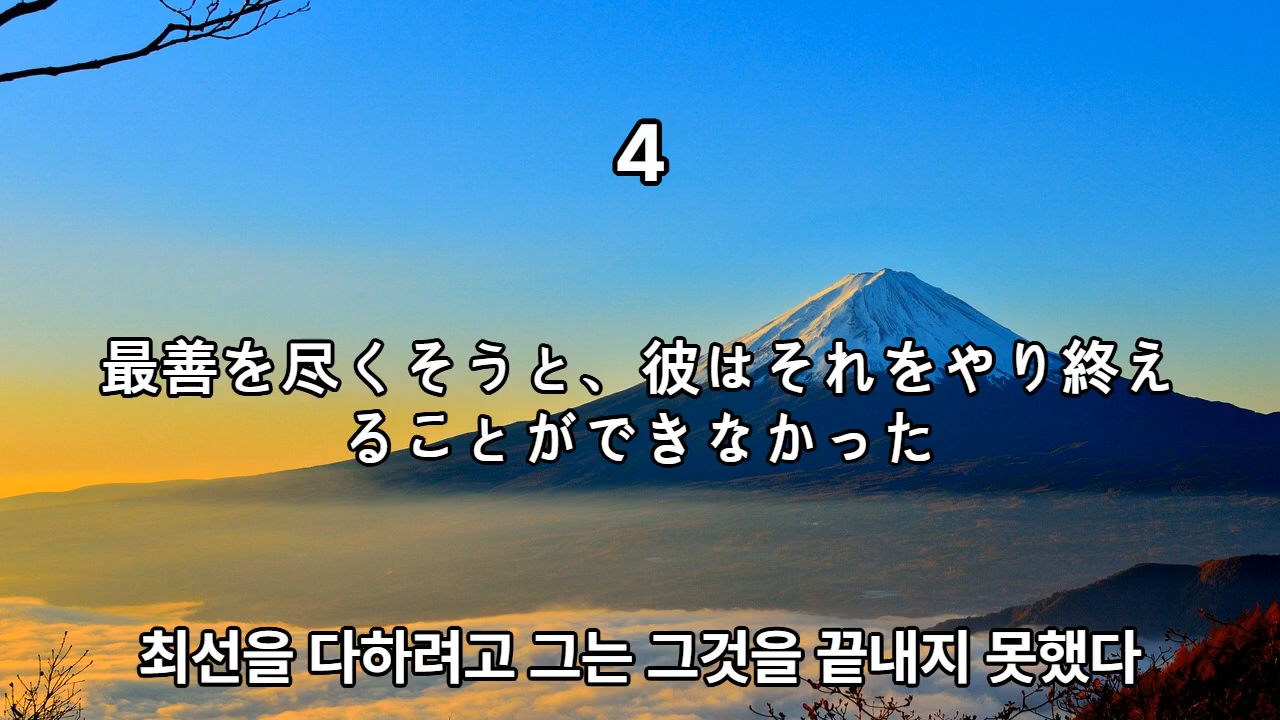 4
最善を尽くそうと、彼はそれをやり終え
ることができなかった
최선을 다하려고 그는 그것을 끝내지 못했다